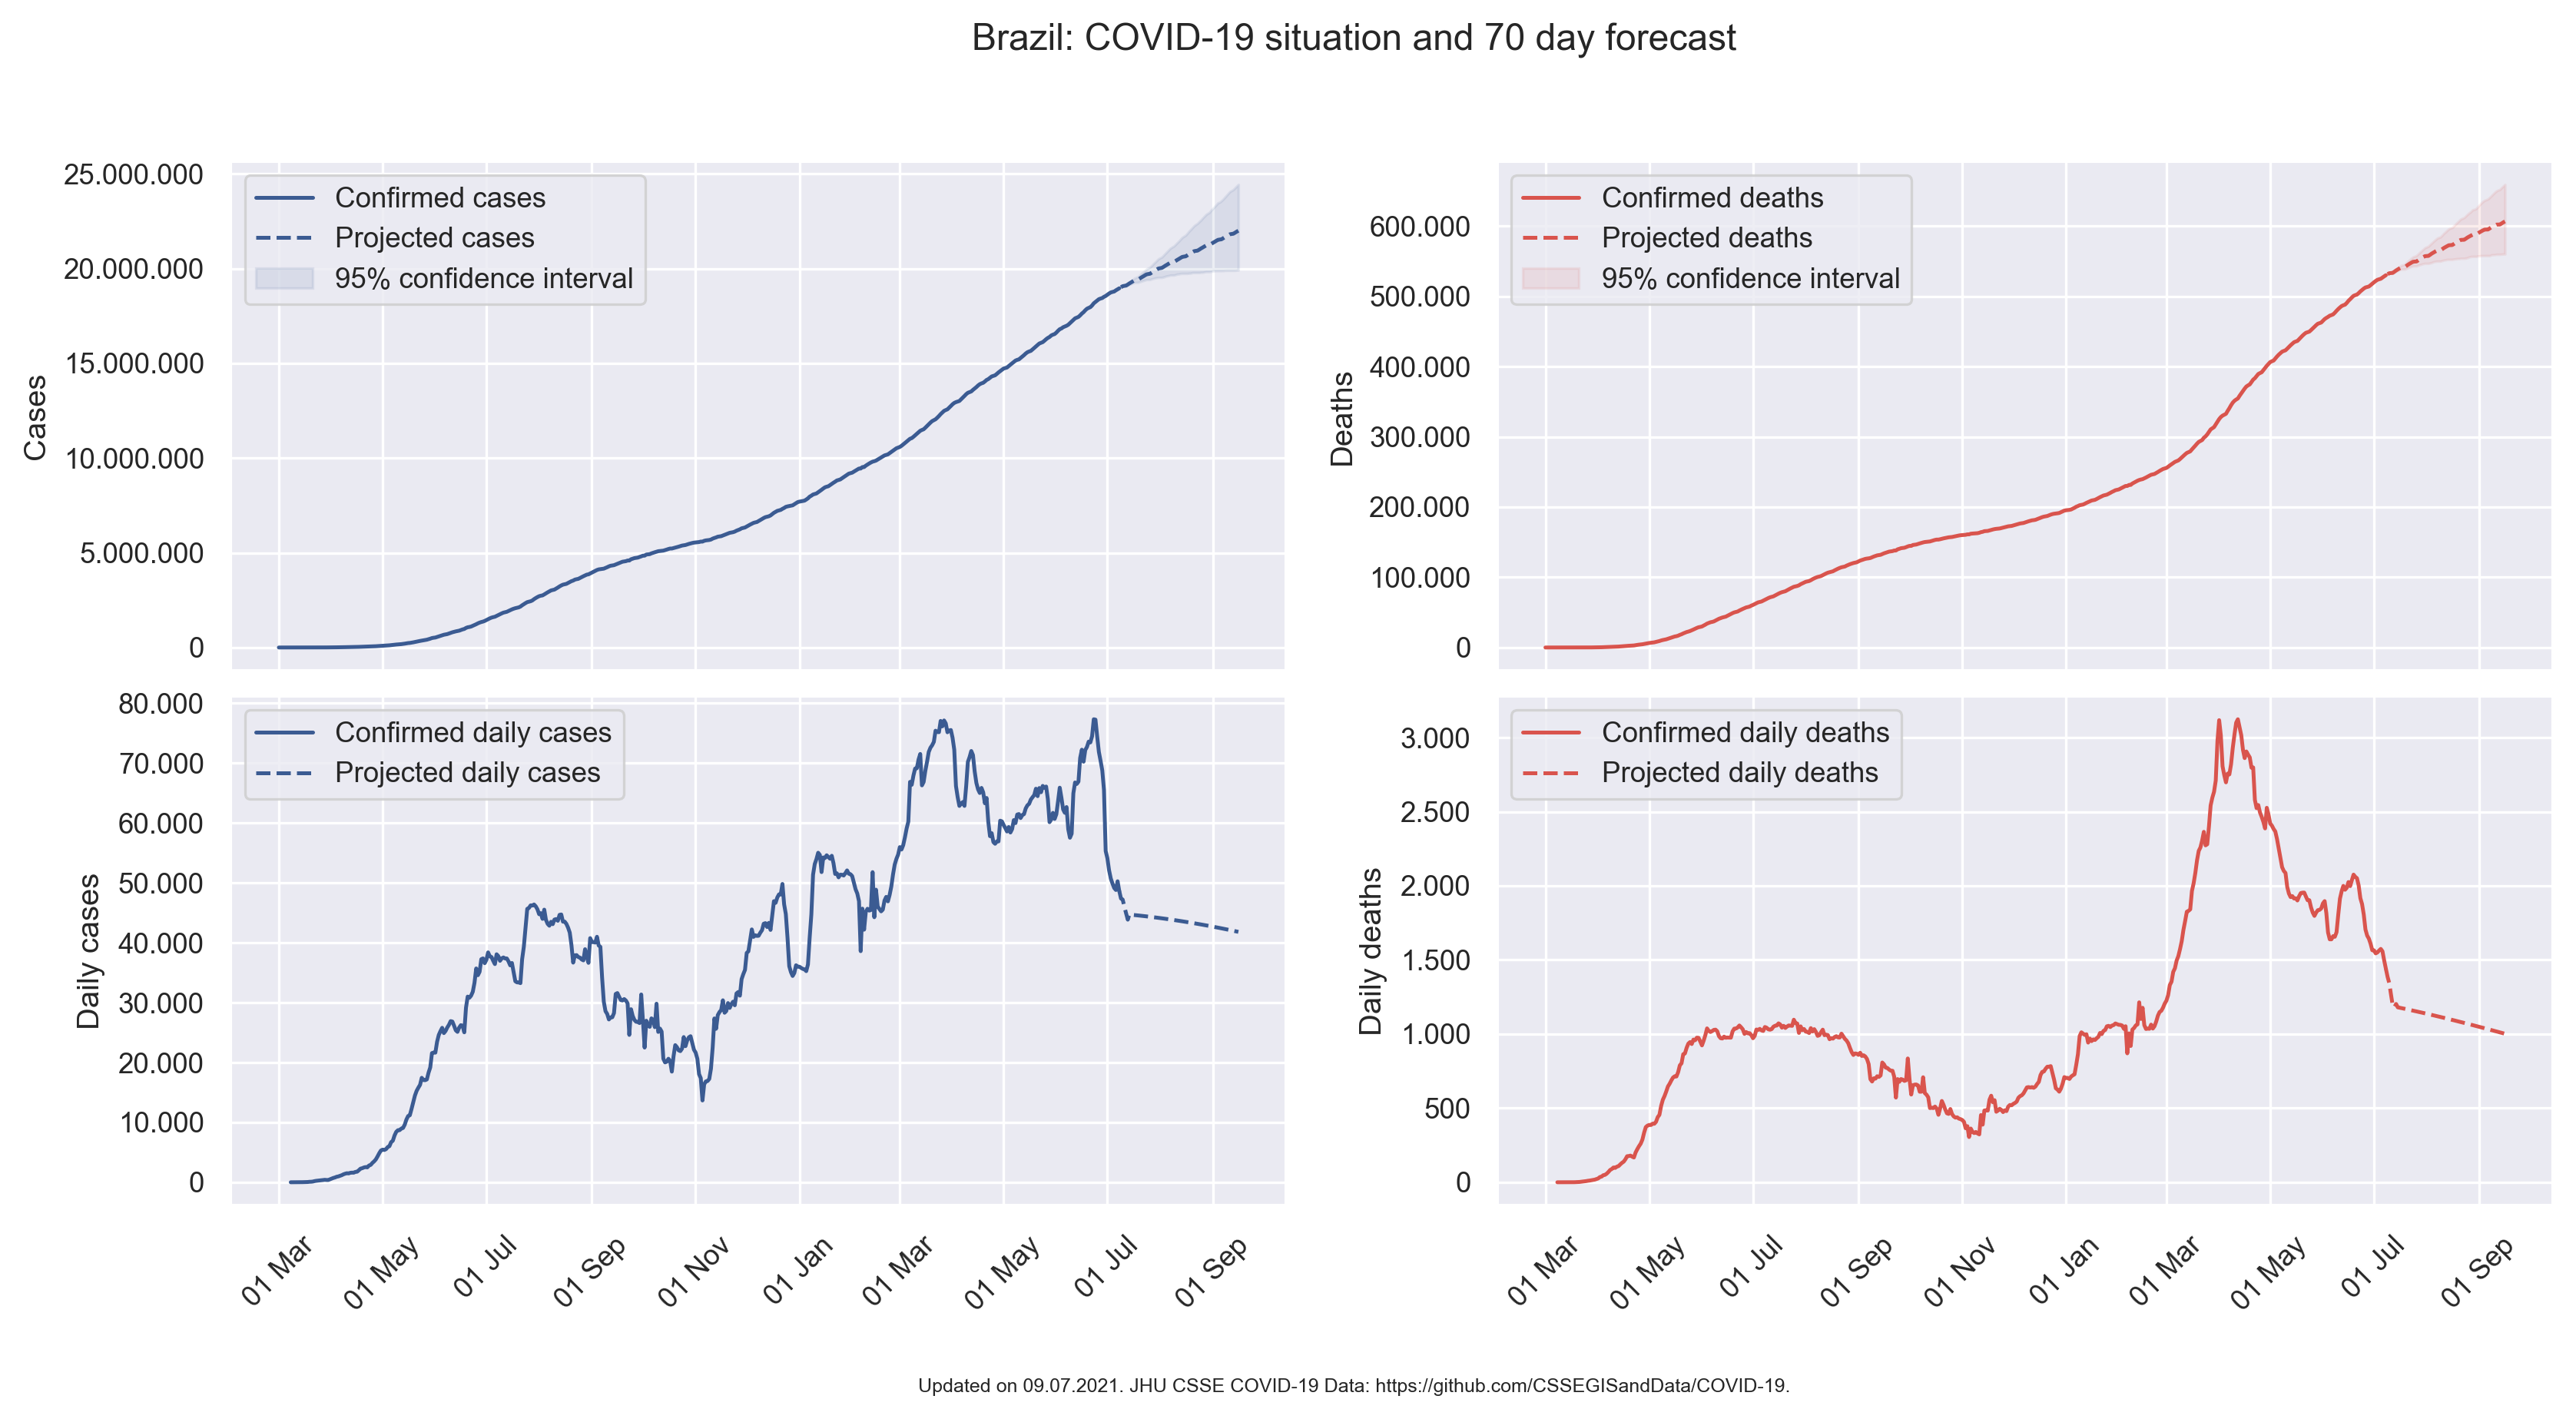 Brazil: COVID-19 situation and 70 day forecast
25.000.000
20.000.000
15.000.000
10.000.000
5.000.000
0
Cases
Confirmed cases
Projected cases
95% confidence interval
600.000
500.000
400.000
300.000
200.000
100.000
0
Deaths
Confirmed deaths
Projected deaths
95% confidence interval
80.000
70.000
60.000
50.000
40.000
30.000
20.000
10.000
0
Daily cases
Confirmed daily cases
Projected daily cases
01 Mar
01 May
01 Jul
01 Sep
01 Nov
01 Jan
01 Mar
01 May
01 Jul
01 Sep
3.000
2.500
2.000
1.500
1.000
500
0
Daily deaths
Confirmed daily deaths
Projected daily deaths
01 Mar
01 May
01 Jul
01 Sep
01 Nov
01 Jan
01 Mar
01 May
01 Jul
01 Sep
Updated on 09.07.2021. JHU CSSE COVID-19 Data: https://github.com/CSSEGISandData/COVID-19.